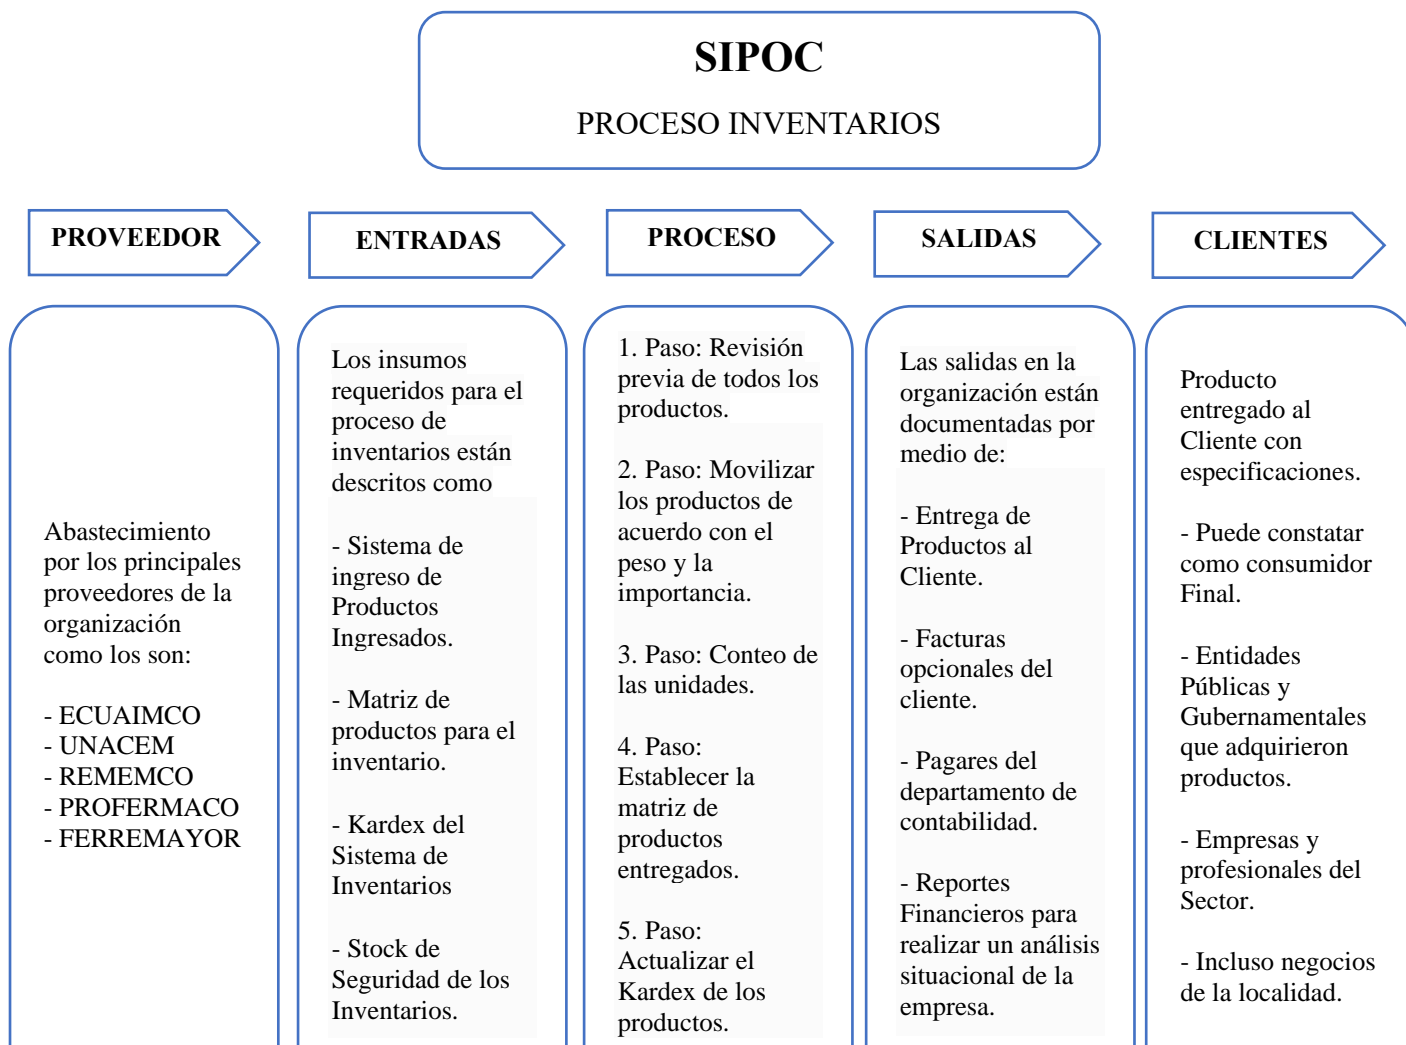 SIPOC
PROCESO INVENTARIOS
PROVEEDOR
ENTRADAS
PROCESO
SALIDAS
CLIENTES
Abastecimiento
por los principales
proveedores de la
organización
como los son:
- ECUAIMCO
- UNACEM
- REMEMCO
- PROFERMACO
- FERREMAYOR
Los insumos
requeridos para el
proceso de
inventarios están
descritos como
- Sistema de
ingreso de
Productos
Ingresados.
- Matriz de
productos para el
inventario.
- Kardex del
Sistema de
Inventarios
- Stock de
Seguridad de los
Inventarios.
1. Paso: Revisión
previa de todos los
productos.
2. Paso: Movilizar
los productos de
acuerdo con el
peso y la
importancia.
3. Paso: Conteo de
las unidades.
4. Paso:
Establecer la
matriz de
productos
entregados.
5. Paso:
Actualizar el
Kardex de los
productos.
Las salidas en la
organización están
documentadas por
medio de:
- Entrega de
Productos al
Cliente.
- Facturas
opcionales del
cliente.
- Pagares del
departamento de
contabilidad.
- Reportes
Financieros para
realizar un análisis
situacional de la
empresa.
Producto
entregado al
Cliente con
especificaciones.
- Puede constatar
como consumidor
Final.
- Entidades
Públicas y
Gubernamentales
que adquirieron
productos.
- Empresas y
profesionales del
Sector.
- Incluso negocios
de la localidad.